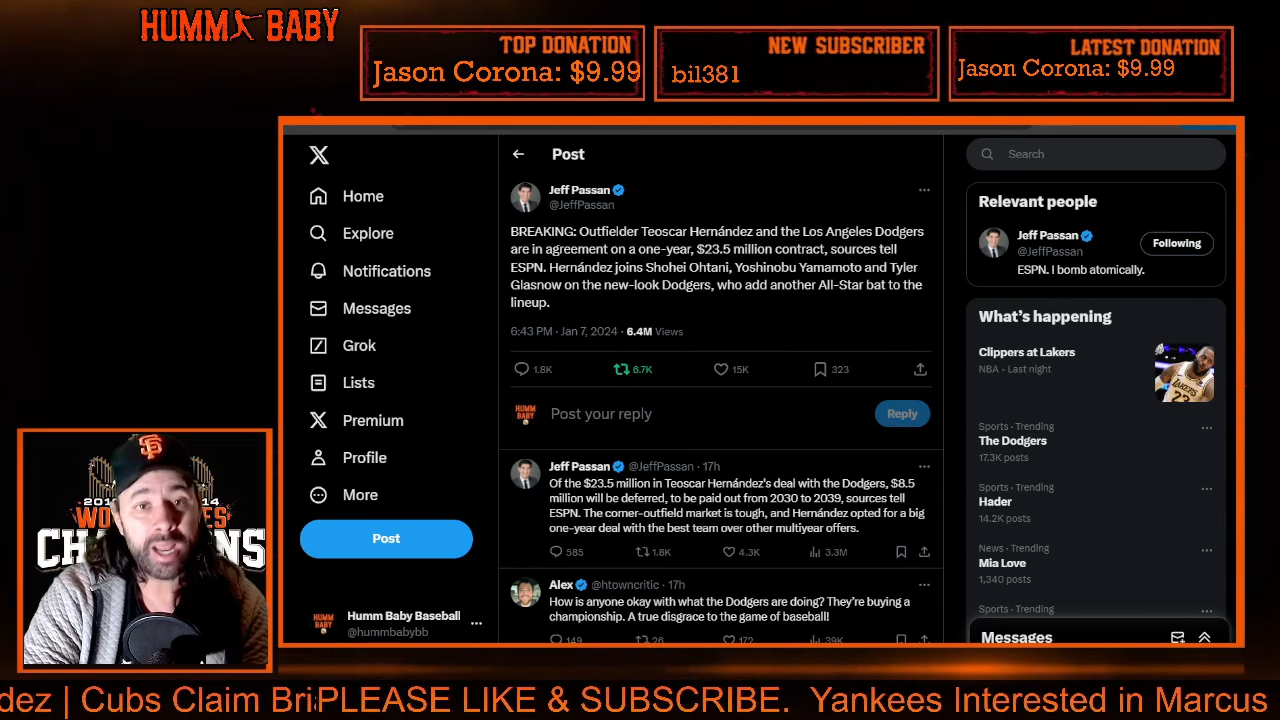 HUMM BABY
TOP DONATION
Jason Corona: $9.99
NEW SUBSCRIBER
bil381
LATEST DONATION
Jason Corona: $9.99
X
Home
Explore
Notifications
Messages
Grok
Lists
Premium
Profile
More
Post
Humm Baby Baseball
@hummbabybb
Post
Jeff Passan
@JeffPassan
BREAKING: Outfielder Teoscar Hernández and the Los Angeles Dodgers
are in agreement on a one-year, $23.5 million contract, sources tell
ESPN. Hernández joins Shohei Ohtani, Yoshinobu Yamamoto and Tyler
Glasnow on the new-look Dodgers, who add another All-Star bat to the
lineup.
6:43 PM · Jan 7, 2024 · 6.4M Views
1.8K 6.7K 15K 323
HUMM BABY
Post your reply
Reply
Jeff Passan @JeffPassan · 17h
Of the $23.5 million in Teoscar Hernández's deal with the Dodgers, $8.5
million will be deferred, to be paid out from 2030 to 2039, sources tell
ESPN. The corner-outfield market is tough, and Hernández opted for a big
one-year deal with the best team over other multiyear offers.
585 1.8K 4.3K 3.3M
Alex @htowncritic · 17h
How is anyone okay with what the Dodgers are doing? They're buying a
championship. A true disgrace to the game of baseball!
149 26 172 39K
Search
Relevant people
Jeff Passan
@JeffPassan
Following
ESPN. I bomb atomically.
What's happening
Clippers at Lakers
NBA · Last night
Sports · Trending
The Dodgers
17.3K posts
Sports · Trending
Hader
14.2K posts
News · Trending
Mia Love
1,340 posts
Sports · Trending
Messages
SF
dez | Cubs Claim Bri
PLEASE LIKE & SUBSCRIBE. Yankees Interested in Marcus